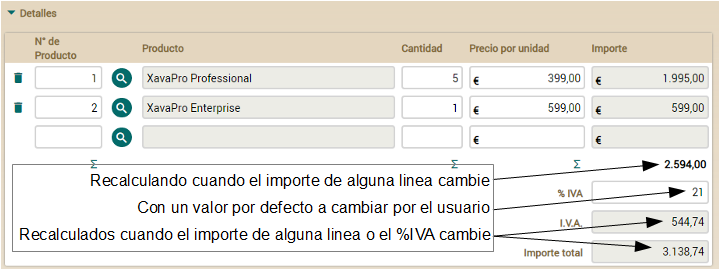 Detalles
N° de Producto Producto Cantidad Precio por unidad Importe
1 XavaPro Professional 5 € 399,00 € 1.995,00
2 XavaPro Enterprise 1 € 599,00 € 599,00
€ €
Σ Σ Σ 2.594,00
Recalculando cuando el importe de alguna linea cambie
% IVA 21
Con un valor por defecto a cambiar por el usuario
I.V.A. 544,74
Recalculados cuando el importe de alguna linea o el %IVA cambie
Importe total 3.138,74